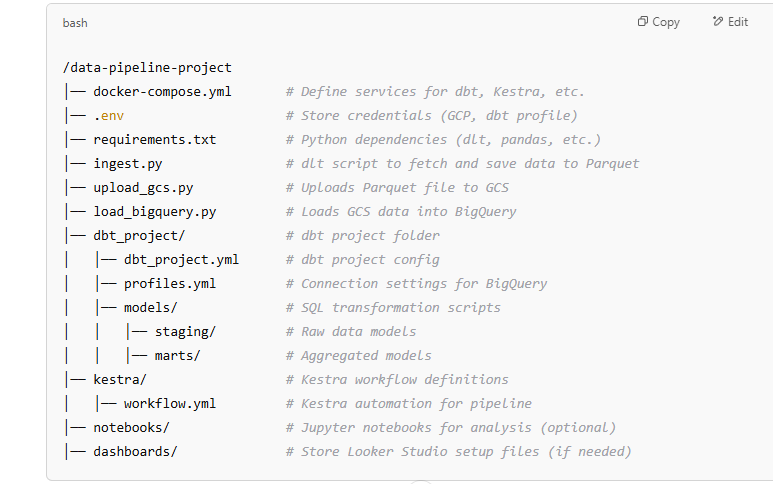 bash
Copy
Edit
/data-pipeline-project
│── docker-compose.yml       # Define services for dbt, Kestra, etc.
│── .env                     # Store credentials (GCP, dbt profile)
│── requirements.txt         # Python dependencies (dlt, pandas, etc.)
│── ingest.py                # dlt script to fetch and save data to Parquet
│── upload_gcs.py            # Uploads Parquet file to GCS
│── load_bigquery.py         # Loads GCS data into BigQuery
│── dbt_project/             # dbt project folder
│   │── dbt_project.yml      # dbt project config
│   │── profiles.yml         # Connection settings for BigQuery
│   │── models/              # SQL transformation scripts
│   │   │── staging/         # Raw data models
│   │   │── marts/           # Aggregated models
│── kestra/                  # Kestra workflow definitions
│   │── workflow.yml         # Kestra automation for pipeline
│── notebooks/               # Jupyter notebooks for analysis (optional)
│── dashboards/              # Store Looker Studio setup files (if needed)